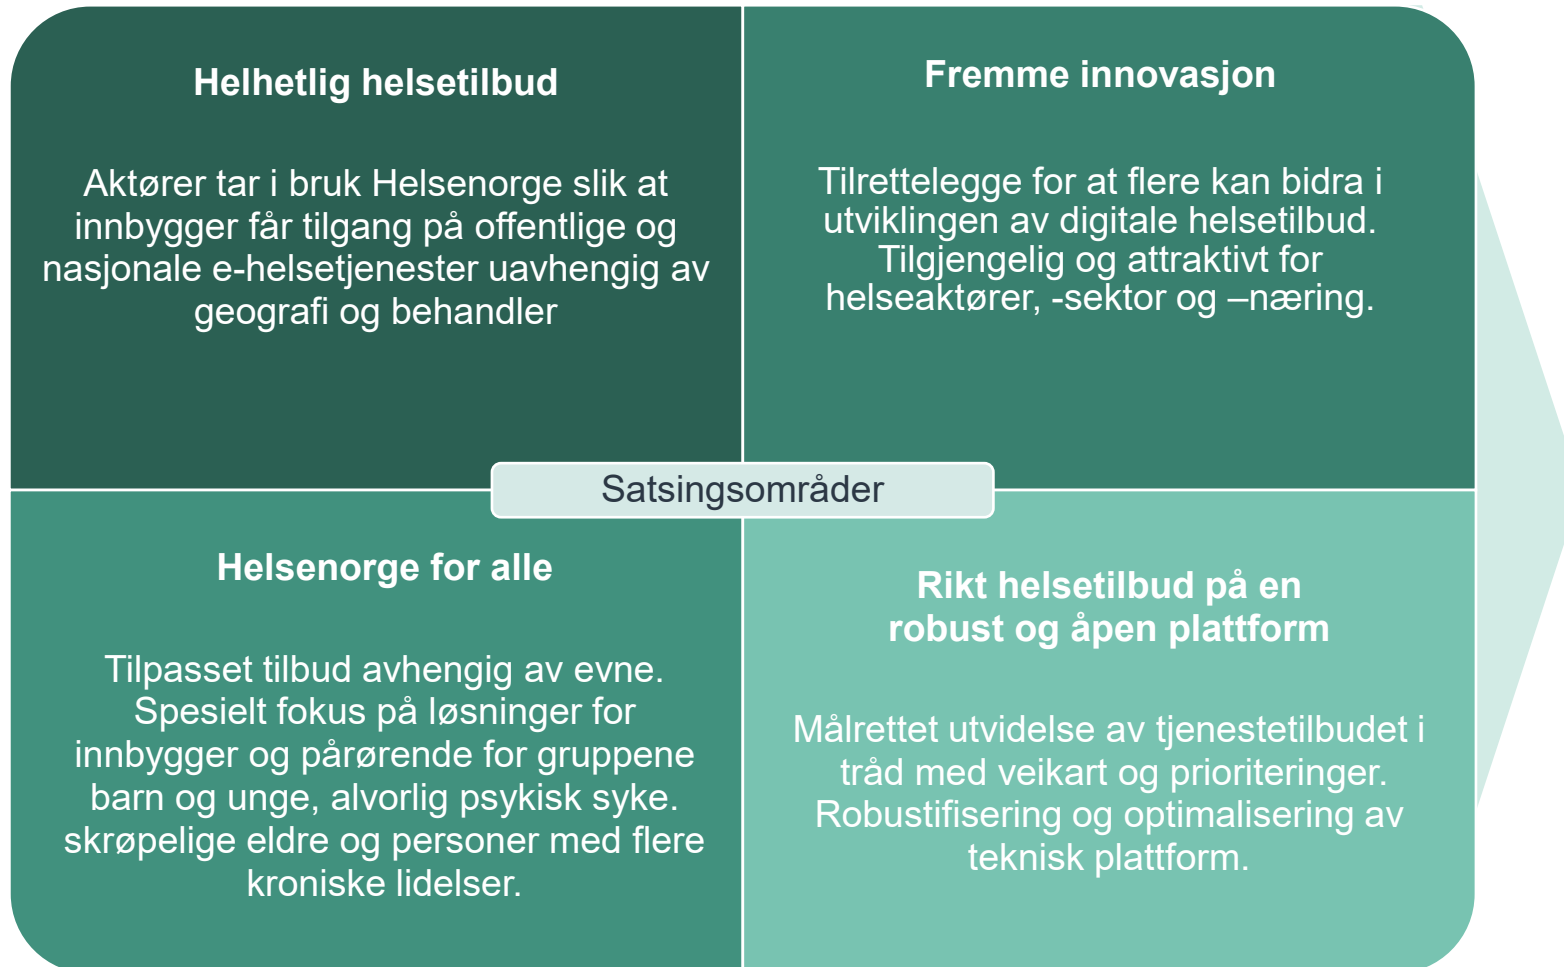 Helhetlig helsetilbud
Aktører tar i bruk Helsenorge slik at
innbygger får tilgang på offentlige og
nasjonale e-helsetjenester uavhengig av
geografi og behandler
Fremme innovasjon
Tilrettelegge for at flere kan bidra i
utviklingen av digitale helsetilbud.
Tilgjengelig og attraktivt for
helseaktører, -sektor og –næring.
Satsingsområder
Helsenorge for alle
Tilpasset tilbud avhengig av evne.
Spesielt fokus på løsninger for
innbygger og pårørende for gruppene
barn og unge, alvorlig psykisk syke.
skrøpelige eldre og personer med flere
kroniske lidelser.
Rikt helsetilbud på en
robust og åpen plattform
Målrettet utvidelse av tjenestetilbudet i
tråd med veikart og prioriteringer.
Robustifisering og optimalisering av
teknisk plattform.